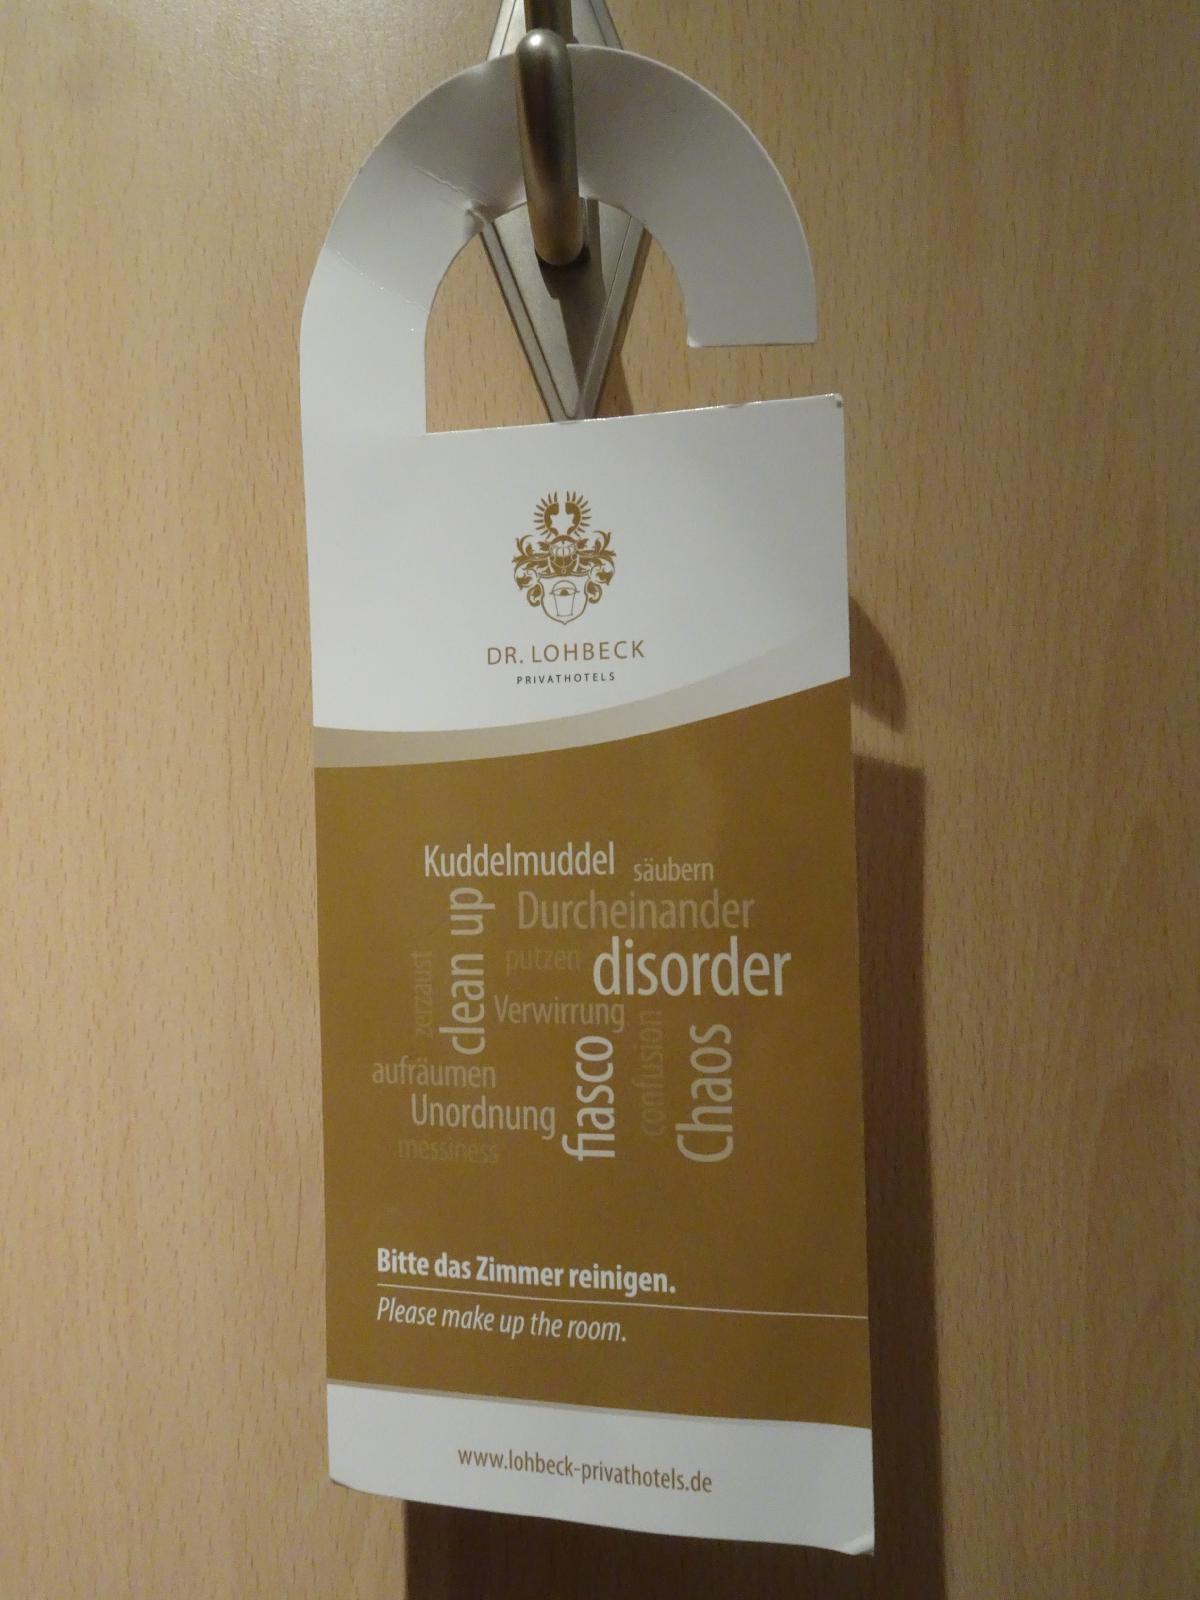 DR. LOHBECK
PRIVATHOTELS
Kuddelmuddel
säubern
clean up
Durcheinander
zerzaust
putzen
disorder
Verwirrung
aufräumen
fiasco
confusion
Chaos
Unordnung
messiness
Bitte das Zimmer reinigen.
Please make up the room.
www.lohbeck-privathotels.de